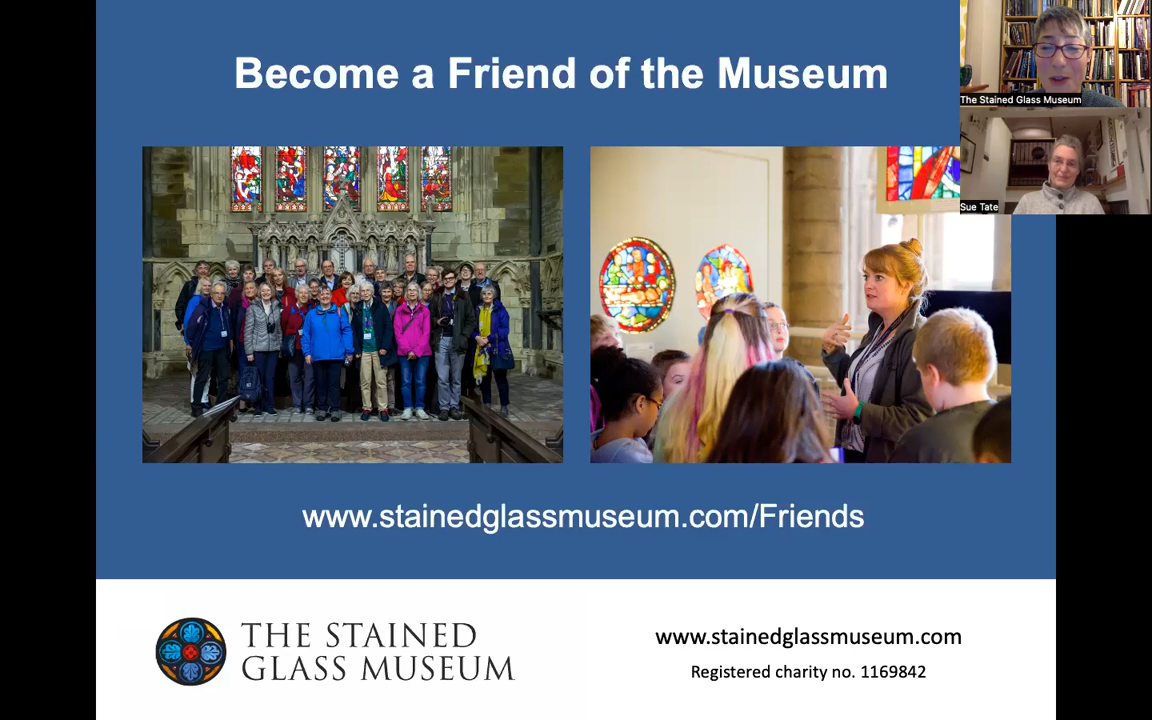 Become a Friend of the Museum
The Stained Glass Museum
Sue Tate
www.stainedglassmuseum.com/Friends
THE STAINED
GLASS MUSEUM
www.stainedglassmuseum.com
Registered charity no. 1169842